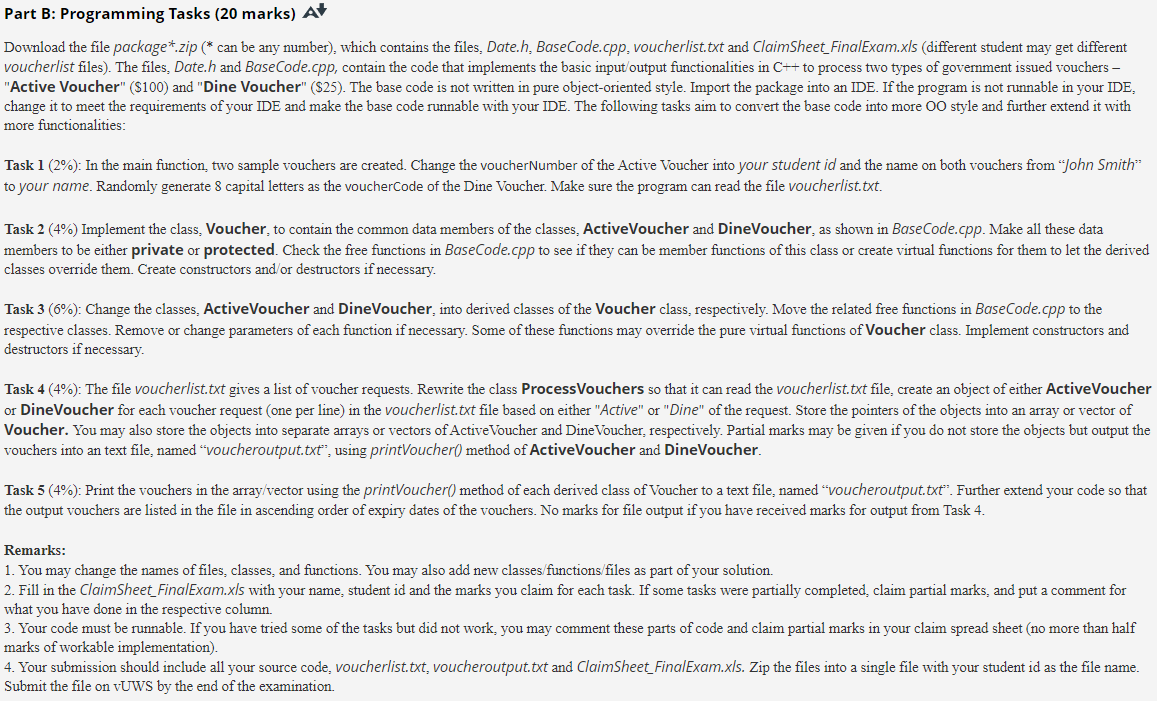 Part B: Programming Tasks (20 marks)
Download the file package*.zip (* can be any number), which contains the files, Date.h, BaseCode.cpp, voucherlist.txt and ClaimSheet_FinalExam.xls (different student may get different
voucherlist files). The files, Date.h and BaseCode.cpp, contain the code that implements the basic input/output functionalities in C++ to process two types of government issued vouchers –
"Active Voucher" ($100) and "Dine Voucher" ($25). The base code is not written in pure object-oriented style. Import the package into an IDE. If the program is not runnable in your IDE,
change it to meet the requirements of your IDE and make the base code runnable with your IDE. The following tasks aim to convert the base code into more OO style and further extend it with
more functionalities:
Task 1 (2%): In the main function, two sample vouchers are created. Change the voucherNumber of the Active Voucher into your student id and the name on both vouchers from “John Smith”
to your name. Randomly generate 8 capital letters as the voucherCode of the Dine Voucher. Make sure the program can read the file voucherlist.txt.
Task 2 (4%) Implement the class, Voucher, to contain the common data members of the classes, ActiveVoucher and DineVoucher, as shown in BaseCode.cpp. Make all these data
members to be either private or protected. Check the free functions in BaseCode.cpp to see if they can be member functions of this class or create virtual functions for them to let the derived
classes override them. Create constructors and/or destructors if necessary.
Task 3 (6%): Change the classes, ActiveVoucher and DineVoucher, into derived classes of the Voucher class, respectively. Move the related free functions in BaseCode.cpp to the
respective classes. Remove or change parameters of each function if necessary. Some of these functions may override the pure virtual functions of Voucher class. Implement constructors and
destructors if necessary.
Task 4 (4%): The file voucherlist.txt gives a list of voucher requests. Rewrite the class ProcessVouchers so that it can read the voucherlist.txt file, create an object of either ActiveVoucher
or DineVoucher for each voucher request (one per line) in the voucherlist.txt file based on either "Active" or "Dine" of the request. Store the pointers of the objects into an array or vector of
Voucher. You may also store the objects into separate arrays or vectors of ActiveVoucher and DineVoucher, respectively. Partial marks may be given if you do not store the objects but output the
vouchers into an text file, named “voucheroutput.txt”, using printVoucher() method of ActiveVoucher and DineVoucher.
Task 5 (4%): Print the vouchers in the array/vector using the printVoucher() method of each derived class of Voucher to a text file, named “voucheroutput.txt”. Further extend your code so that
the output vouchers are listed in the file in ascending order of expiry dates of the vouchers. No marks for file output if you have received marks for output from Task 4.
Remarks:
1. You may change the names of files, classes, and functions. You may also add new classes/functions/files as part of your solution.
2. Fill in the ClaimSheet_FinalExam.xls with your name, student id and the marks you claim for each task. If some tasks were partially completed, claim partial marks, and put a comment for
what you have done in the respective column.
3. Your code must be runnable. If you have tried some of the tasks but did not work, you may comment these parts of code and claim partial marks in your claim spread sheet (no more than half
marks of workable implementation).
4. Your submission should include all your source code, voucherlist.txt, voucheroutput.txt and ClaimSheet_FinalExam.xls. Zip the files into a single file with your student id as the file name.
Submit the file on vUWS by the end of the examination.